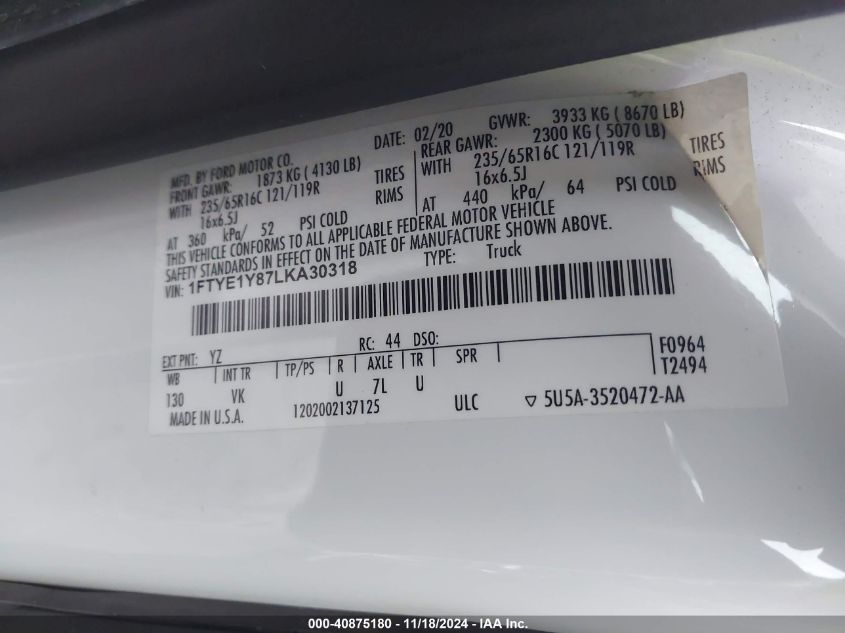 MFD. BY FORD MOTOR CO.
DATE: 02/20 GVWR: 3933 KG ( 8670 LB)
FRONT GAWR: 1873 KG ( 4130 LB)
REAR GAWR: 2300 KG ( 5070 LB)
WITH 235/65R16C 121/119R TIRES
WITH 235/65R16C 121/119R TIRES
16x6.5J RIMS
16x6.5J RIMS
AT 360 kPa/ 52 PSI COLD
AT 440 kPa/ 64 PSI COLD
THIS VEHICLE CONFORMS TO ALL APPLICABLE FEDERAL MOTOR VEHICLE
SAFETY STANDARDS IN EFFECT ON THE DATE OF MANUFACTURE SHOWN ABOVE.
VIN: 1FTYE1Y87LKA30318 TYPE: Truck
EXT PNT: YZ RC: 44 DSO:
WB INT TR TP/PS R AXLE TR SPR F0964
130 VK U 7L U T2494
MADE IN U.S.A. 1202002137125 ULC ▽ 5U5A-3520472-AA
000-40875180 - 11/18/2024 - IAA Inc.